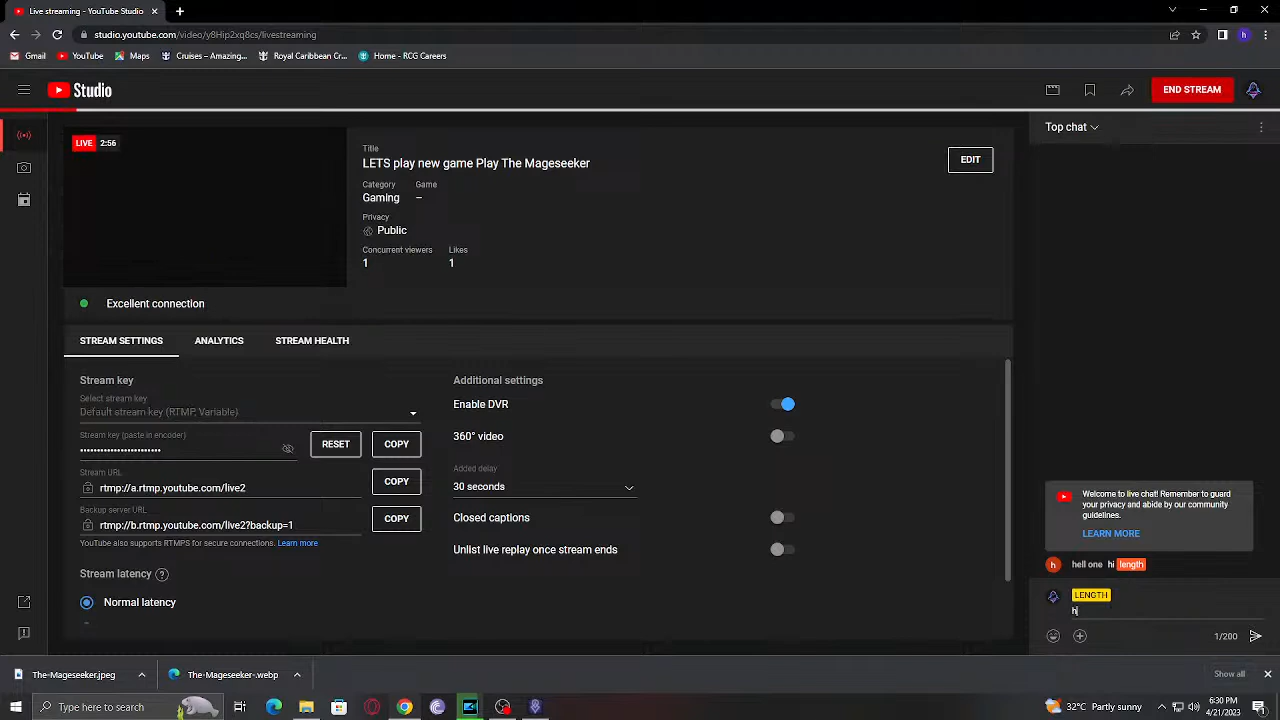 Live streaming - YouTube Studio
studio.youtube.com/video/y8Hip2xq8cs/livestreaming
Gmail
YouTube
Maps
Cruises – Amazing...
Royal Caribbean Cr...
Home - RCG Careers
h
Studio
END STREAM
LIVE 2:56
Title
LETS play new game Play The Mageseeker
EDIT
Category
Game
Gaming
–
Privacy
Public
Concurrent viewers
Likes
1
1
Excellent connection
Top chat
STREAM SETTINGS
ANALYTICS
STREAM HEALTH
Stream key
Select stream key
Default stream key (RTMP, Variable)
Stream key (paste in encoder)
••••••••••••••••••••••••
RESET
COPY
Stream URL
rtmp://a.rtmp.youtube.com/live2
COPY
Backup server URL
rtmp://b.rtmp.youtube.com/live2?backup=1
COPY
YouTube also supports RTMPS for secure connections. Learn more
Stream latency
Normal latency
Additional settings
Enable DVR
360° video
Added delay
30 seconds
Closed captions
Unlist live replay once stream ends
Welcome to live chat! Remember to guard
your privacy and abide by our community
guidelines.
LEARN MORE
h
hell one hi length
LENGTH
h
1/200
The-Mageseeker.jpeg
The-Mageseeker-.webp
Show all
Type here to search
32°C Partly sunny
6:30 PM
4/21/2023